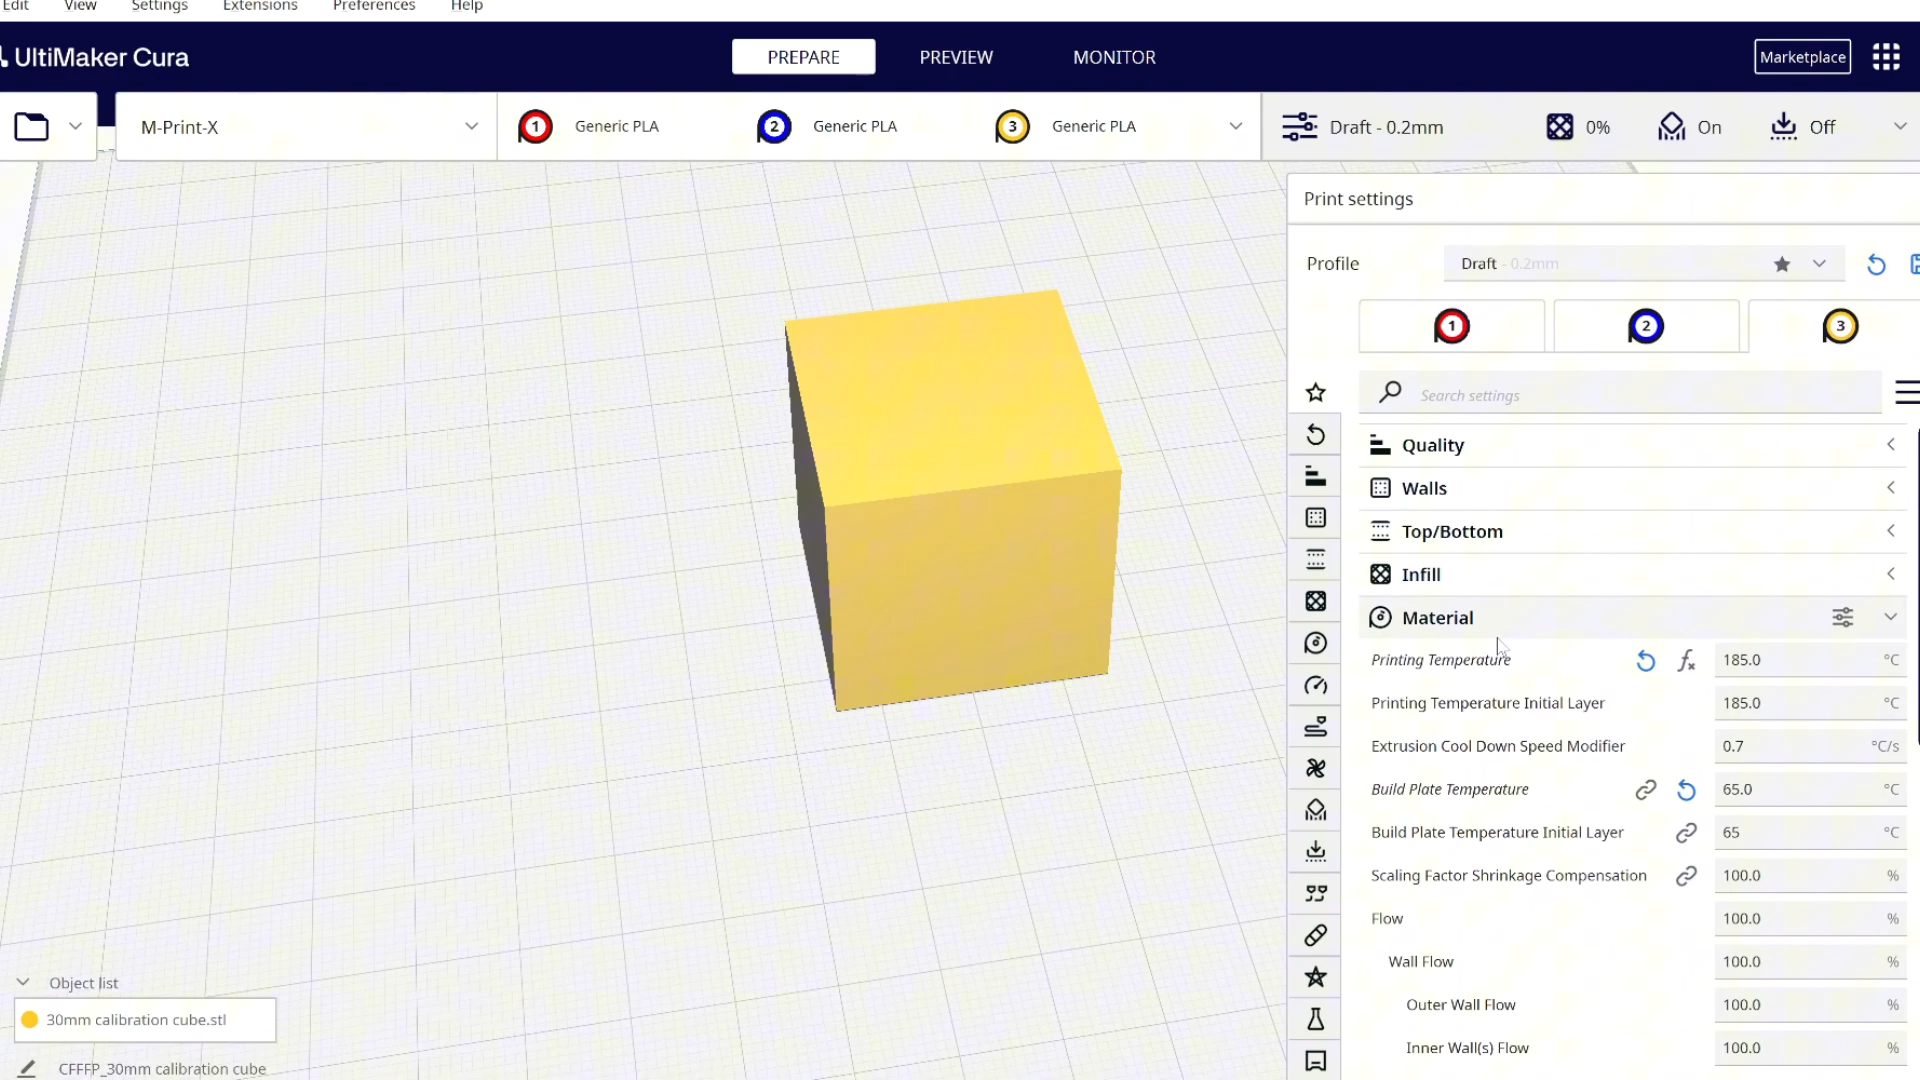 Edit View Settings Extensions Preferences Help
UltiMaker Cura
PREPARE PREVIEW MONITOR
Marketplace
M-Print-X
1 Generic PLA 2 Generic PLA 3 Generic PLA
Draft - 0.2mm 0% On Off
Print settings
Profile Draft - 0.2mm
1 2 3
Search settings
Quality
Walls
Top/Bottom
Infill
Material
Printing Temperature 185.0 °C
Printing Temperature Initial Layer 185.0 °C
Extrusion Cool Down Speed Modifier 0.7 °C/s
Build Plate Temperature 65.0 °C
Build Plate Temperature Initial Layer 65 °C
Scaling Factor Shrinkage Compensation 100.0 %
Flow 100.0 %
Wall Flow 100.0 %
Outer Wall Flow 100.0 %
Inner Wall(s) Flow 100.0 %
Object list
30mm calibration cube.stl
CFFFP_30mm calibration cube